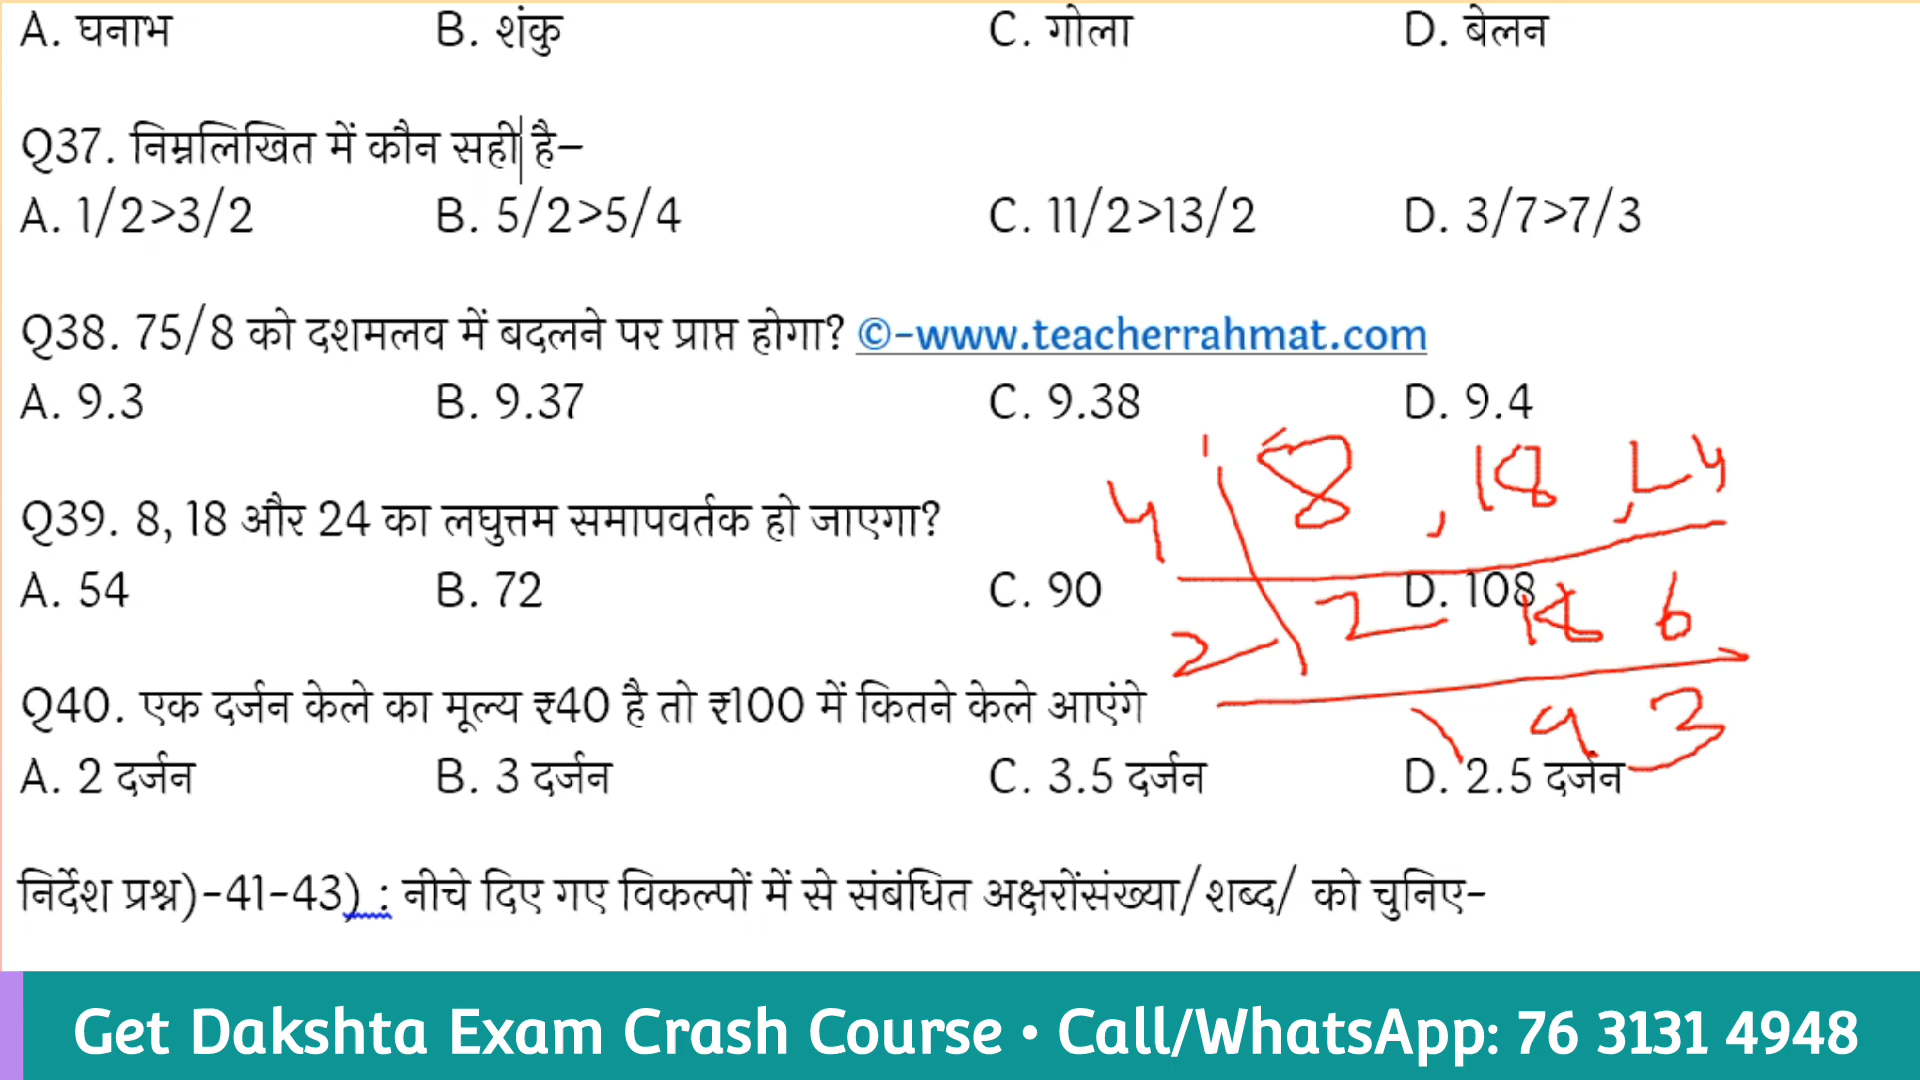 A. घनाभ B. शंकु C. गोला D. बेलन
Q37. निम्नलिखित में कौन सही है–
A. 1/2>3/2 B. 5/2>5/4 C. 11/2>13/2 D. 3/7>7/3
Q38. 75/8 को दशमलव में बदलने पर प्राप्त होगा? ©-www.teacherrahmat.com
A. 9.3 B. 9.37 C. 9.38 D. 9.4
4 8, 18, 24
Q39. 8, 18 और 24 का लघुत्तम समापवर्तक हो जाएगा?
A. 54 B. 72 C. 90 D. 108
2 2 18 6
Q40. एक दर्जन केले का मूल्य ₹40 है तो ₹100 में कितने केले आएंगे
1 9 3
A. 2 दर्जन B. 3 दर्जन C. 3.5 दर्जन D. 2.5 दर्जन
निर्देश प्रश्न)-41-43) : नीचे दिए गए विकल्पों में से संबंधित अक्षरोंसंख्या/शब्द/ को चुनिए-
Get Dakshta Exam Crash Course • Call/WhatsApp: 76 3131 4948